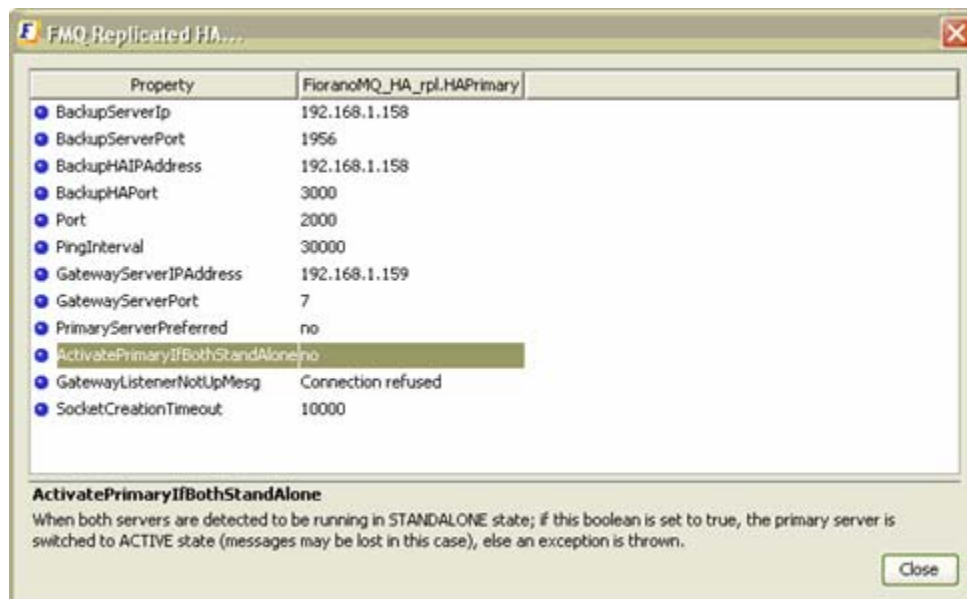 FMQ Replicated HA...
Property FioranoMQ_HA_rpl.HAPrimary
BackupServerIp 192.168.1.158
BackupServerPort 1956
BackupHAIPAddress 192.168.1.158
BackupHAPort 3000
Port 2000
PingInterval 30000
GatewayServerIPAddress 192.168.1.159
GatewayServerPort 7
PrimaryServerPreferred no
ActivatePrimaryIfBothStandAlone no
GatewayListenerNotUpMesg Connection refused
SocketCreationTimeout 10000
ActivatePrimaryIfBothStandAlone
When both servers are detected to be running in STANDALONE state; if this boolean is set to true, the primary server is
switched to ACTIVE state (messages may be lost in this case), else an exception is thrown.
Close